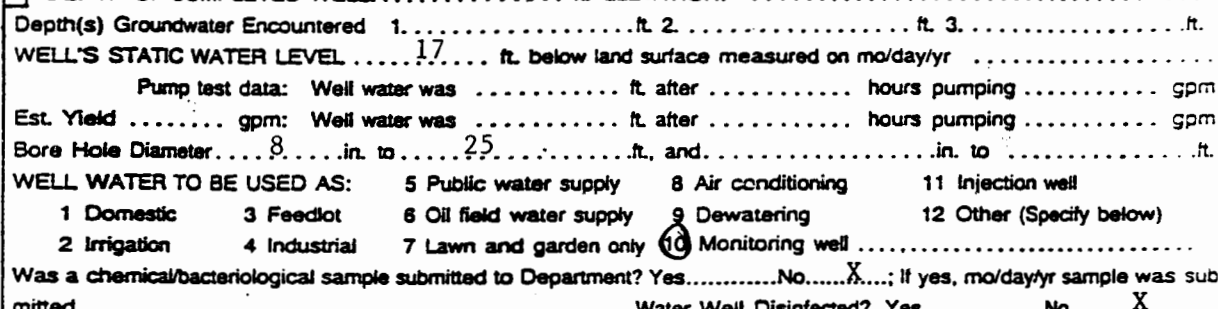 Depth(s) Groundwater Encountered 1....................ft. 2....................ft. 3....................ft.
WELL'S STATIC WATER LEVEL .....17..... ft. below land surface measured on mo/day/yr ....................
Pump test data: Well water was ............ ft. after ............ hours pumping ............ gpm
Est. Yield ........ gpm: Well water was ............ ft. after ............ hours pumping ............ gpm
Bore Hole Diameter.....8.....in. to.....25..........ft., and....................in. to ....................ft.
WELL WATER TO BE USED AS: 5 Public water supply 8 Air conditioning 11 Injection well
1 Domestic 3 Feedlot 6 Oil field water supply 9 Dewatering 12 Other (Specify below)
2 Irrigation 4 Industrial 7 Lawn and garden only 10 Monitoring well ..............................
Was a chemical/bacteriological sample submitted to Department? Yes............No......X....; If yes, mo/day/yr sample was sub
mitted Water Well Disinfected? Yes No X